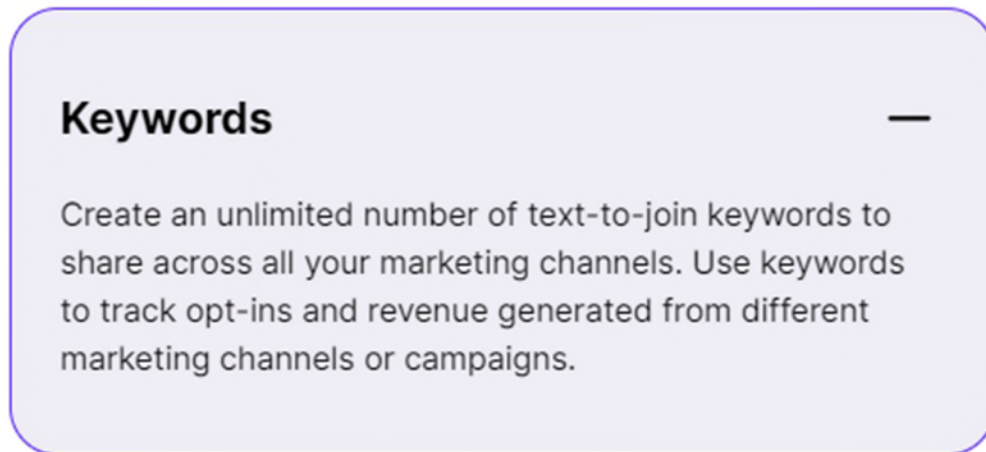 Keywords
Create an unlimited number of text-to-join keywords to
share across all your marketing channels. Use keywords
to track opt-ins and revenue generated from different
marketing channels or campaigns.